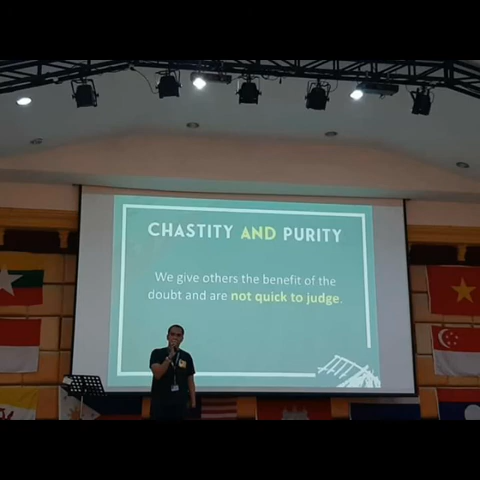 CHASTITY AND PURITY
We give others the benefit of the
doubt and are not quick to judge.